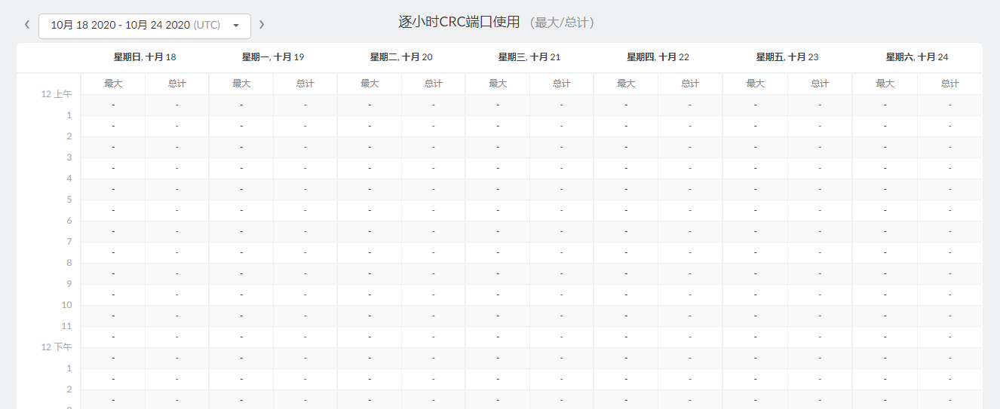 10月 18 2020 - 10月 24 2020 (UTC)
逐小时CRC端口使用 （最大/总计）
星期日, 十月 18 星期一, 十月 19 星期二, 十月 20 星期三, 十月 21 星期四, 十月 22 星期五, 十月 23 星期六, 十月 24
最大 总计 最大 总计 最大 总计 最大 总计 最大 总计 最大 总计 最大 总计
12 上午 - - - - - - - - - - - - - -
1 - - - - - - - - - - - - - -
2 - - - - - - - - - - - - - -
3 - - - - - - - - - - - - - -
4 - - - - - - - - - - - - - -
5 - - - - - - - - - - - - - -
6 - - - - - - - - - - - - - -
7 - - - - - - - - - - - - - -
8 - - - - - - - - - - - - - -
9 - - - - - - - - - - - - - -
10 - - - - - - - - - - - - - -
11 - - - - - - - - - - - - - -
12 下午 - - - - - - - - - - - - - -
1 - - - - - - - - - - - - - -
2 - - - - - - - - - - - - - -